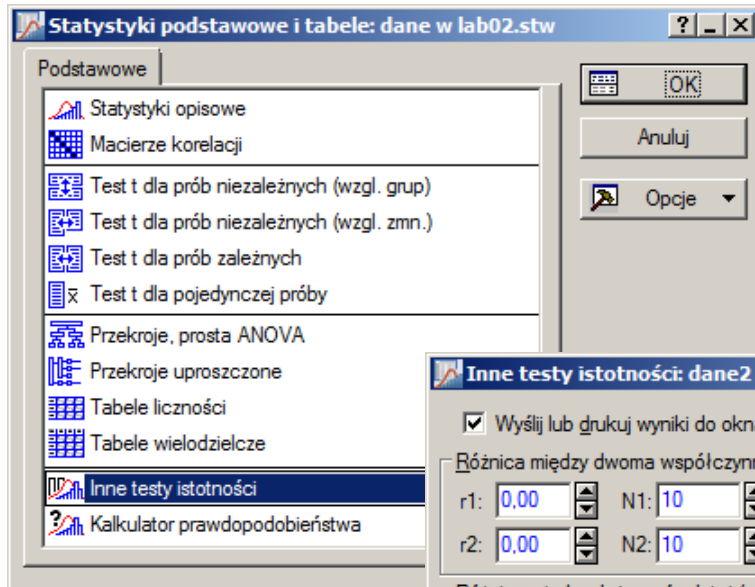 Statystyki podstawowe i tabele: dane w lab02.stw
Podstawowe
OK
Statystyki opisowe
Macierze korelacji
Anuluj
Test t dla prób niezależnych (wzgl. grup)
Opcje
Test t dla prób niezależnych (wzgl. zmn.)
Test t dla prób zależnych
Test t dla pojedynczej próby
Przekroje, prosta ANOVA
Przekroje uproszczone
Tabele liczności
Tabele wielodzielcze
Inne testy istotności
Kalkulator prawdopodobieństwa
Inne testy istotności: dane2
Wyślij lub drukuj wyniki do okn
Różnica między dwoma współczynn
r1: 0,00 N1: 10
r2: 0,00 N2: 10